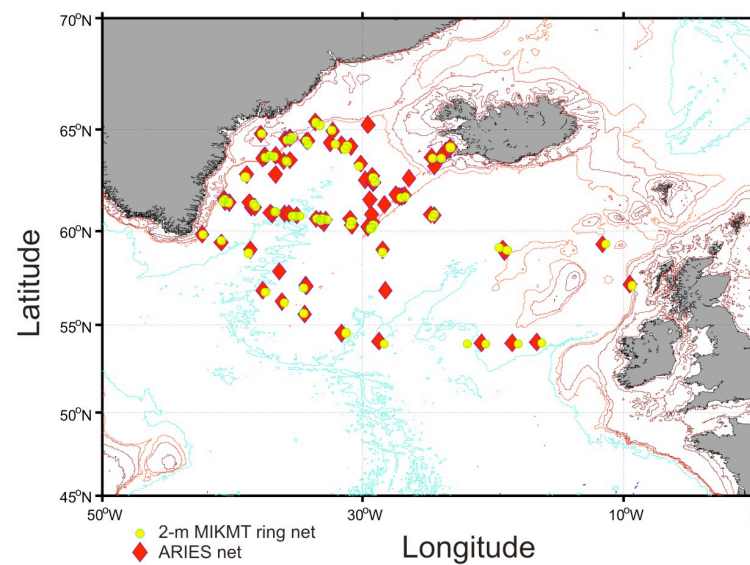 70°N
65°N
60°N
55°N
50°N
45°N
Latitude
50°W
30°W
10°W
2-m MIKMT ring net
ARIES net
Longitude